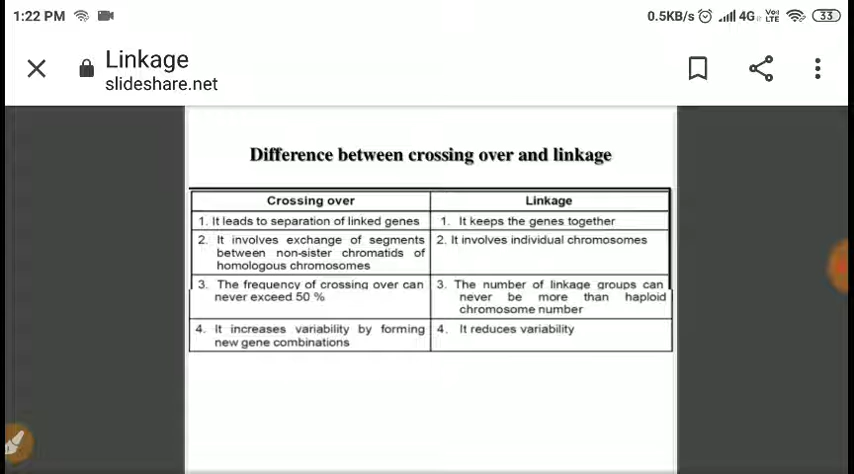 1:22 PM
0.5KB/s 4G Vo) LTE 33
Linkage
slideshare.net
Difference between crossing over and linkage
Crossing over
Linkage
1. It leads to separation of linked genes
1. It keeps the genes together
2. It involves exchange of segments
between non-sister chromatids of
homologous chromosomes
2. It involves individual chromosomes
3. The frequency of crossing over can
never exceed 50 %
3. The number of linkage groups can
never be more than haploid
chromosome number
4. It increases variability by forming
new gene combinations
4. It reduces variability